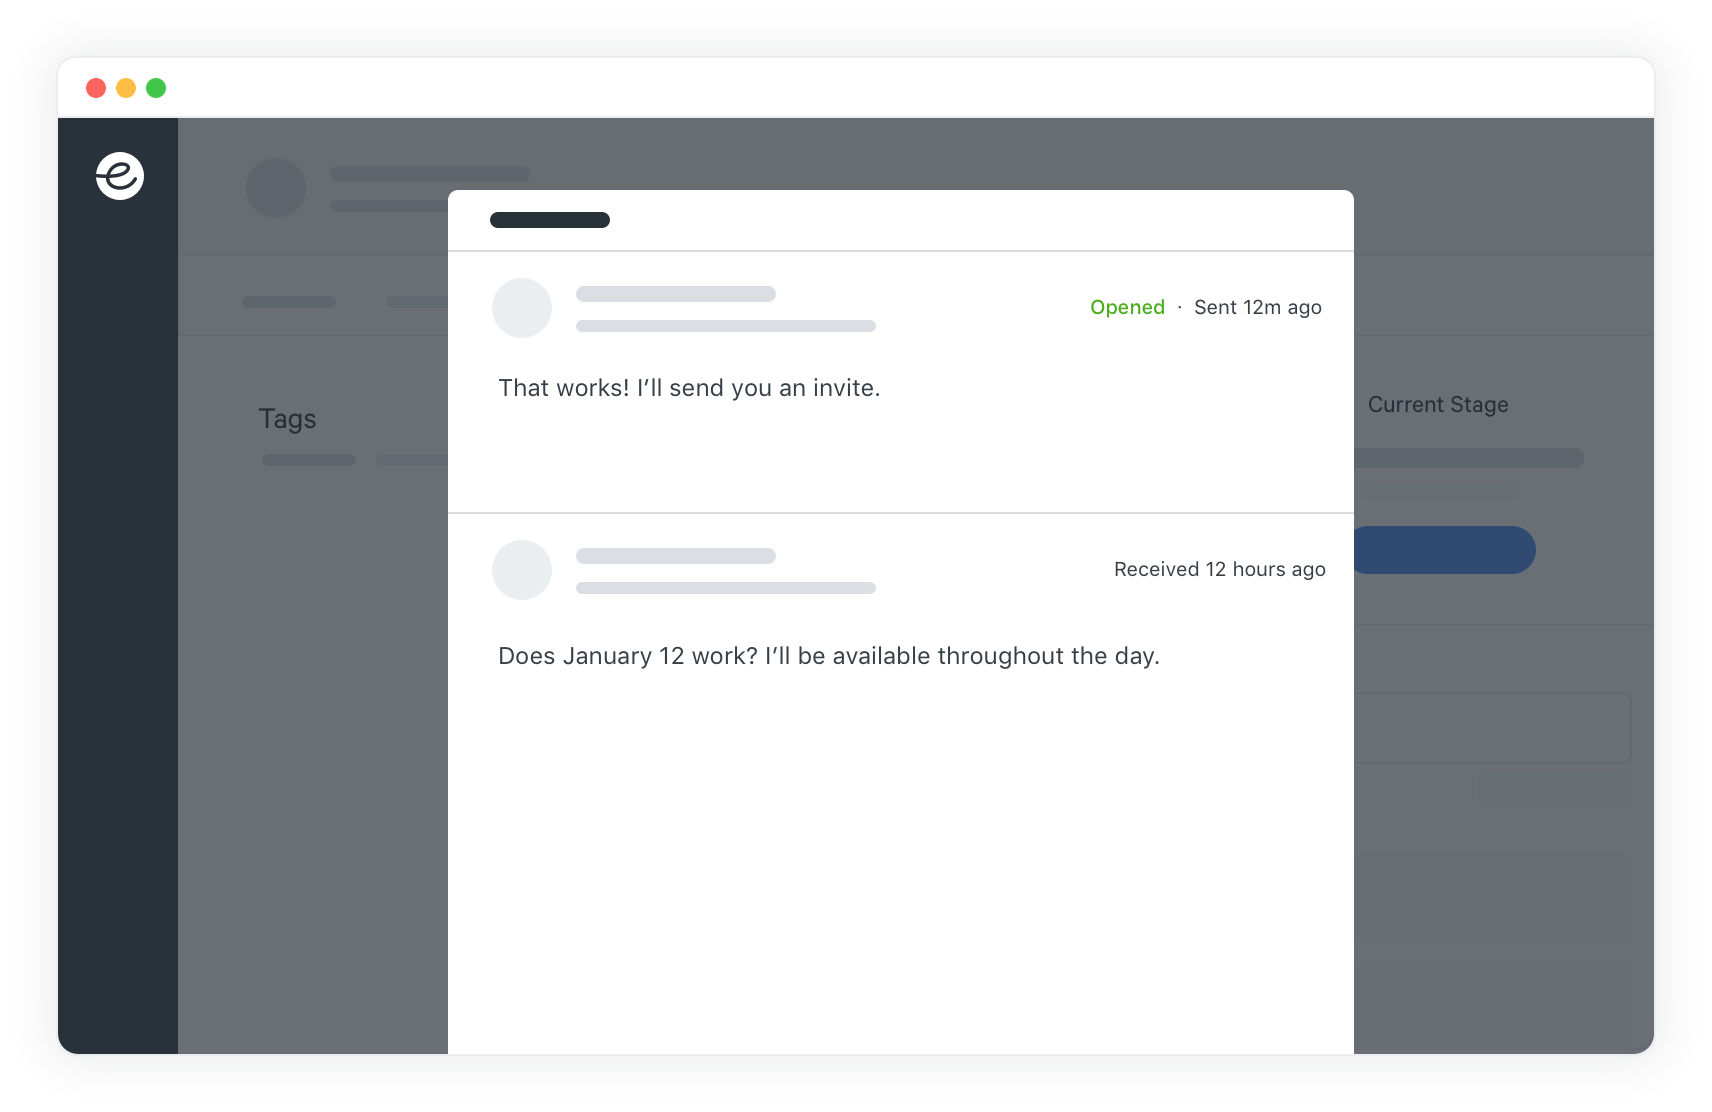 Opened · Sent 12m ago
That works! I’ll send you an invite.
Tags
Current Stage
Received 12 hours ago
Does January 12 work? I’ll be available throughout the day.